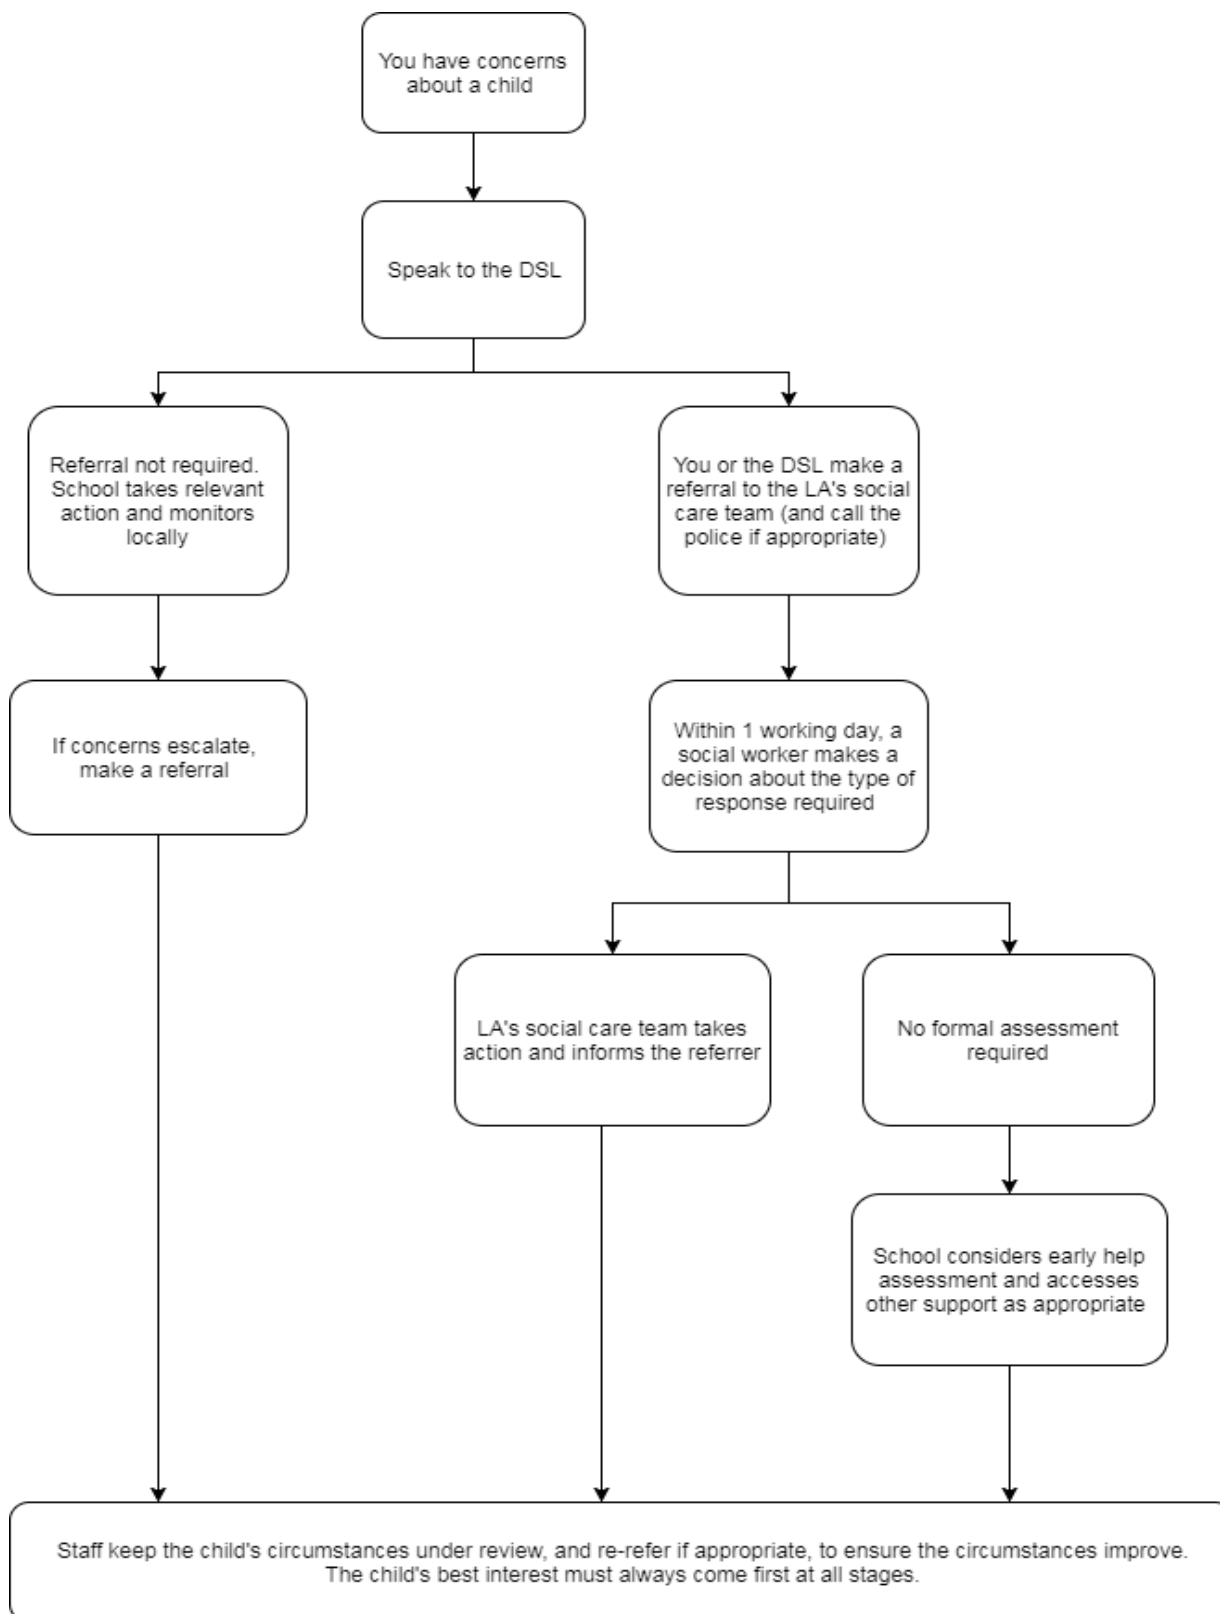 You have concerns
about a child
Speak to the DSL
Referral not required.
School takes relevant
action and monitors
locally
You or the DSL make a
referral to the LA's social
care team (and call the
police if appropriate)
If concerns escalate,
make a referral
Within 1 working day, a
social worker makes a
decision about the type of
response required
LA's social care team takes
action and informs the referrer
No formal assessment
required
School considers early help
assessment and accesses
other support as appropriate
Staff keep the child's circumstances under review, and re-refer if appropriate, to ensure the circumstances improve.
The child's best interest must always come first at all stages.